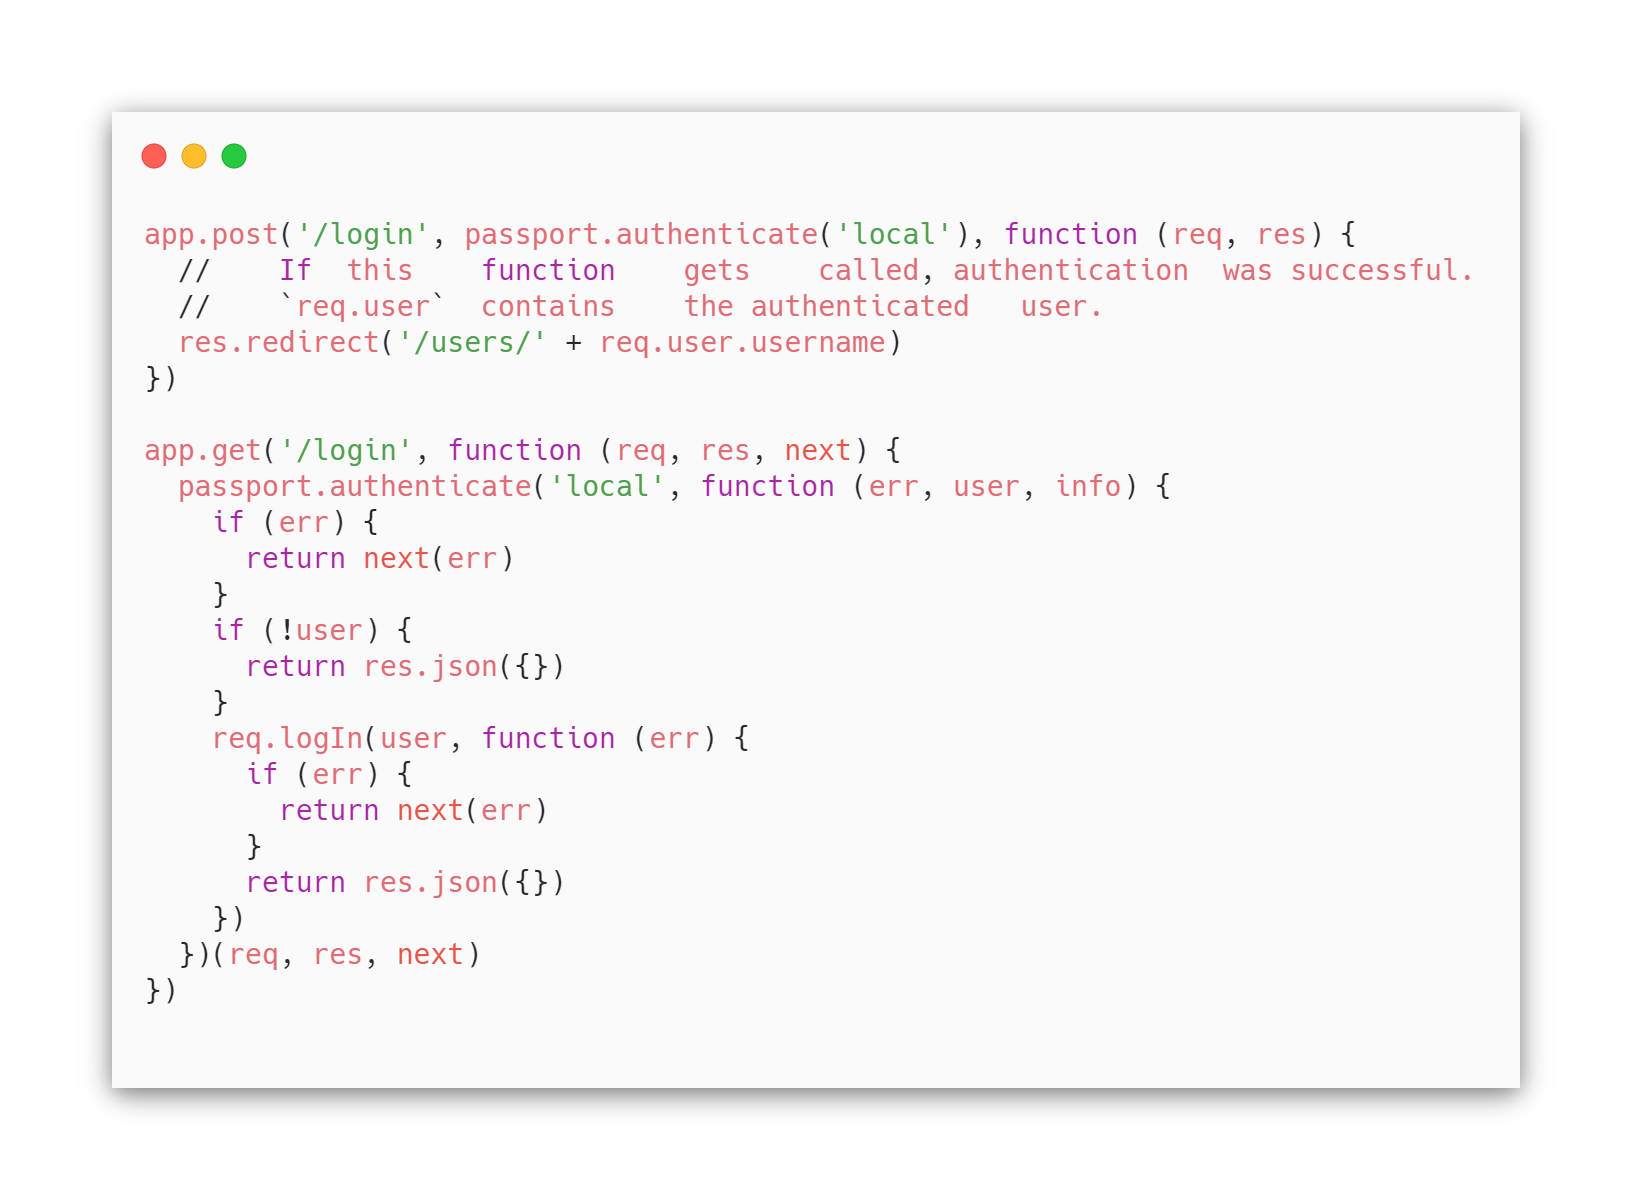 app.post('/login', passport.authenticate('local'), function (req, res) {
  //    If  this    function    gets    called, authentication  was successful.
  //    `req.user`  contains    the authenticated   user.
  res.redirect('/users/' + req.user.username)
})

app.get('/login', function (req, res, next) {
  passport.authenticate('local', function (err, user, info) {
    if (err) {
      return next(err)
    }
    if (!user) {
      return res.json({})
    }
    req.logIn(user, function (err) {
      if (err) {
        return next(err)
      }
      return res.json({})
    })
  })(req, res, next)
})